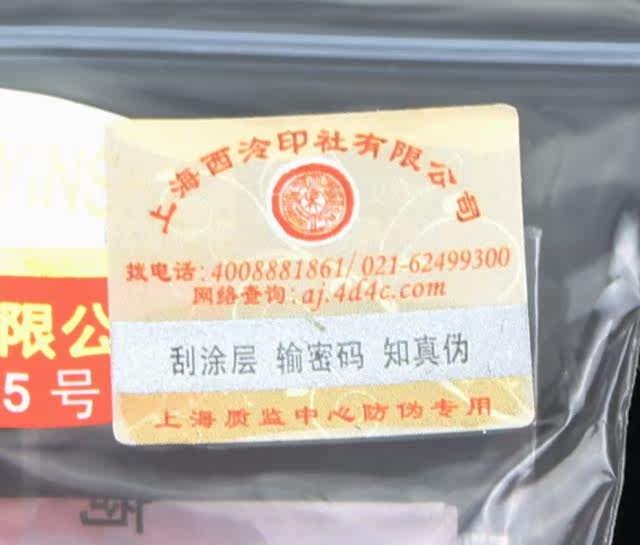 上海西泠印社有限公司
拨电话:4008881861/021-62499300
网络查询:aj.4d4c.com
刮涂层 输密码 知真伪
上海质监中心防伪专用
限公
5号